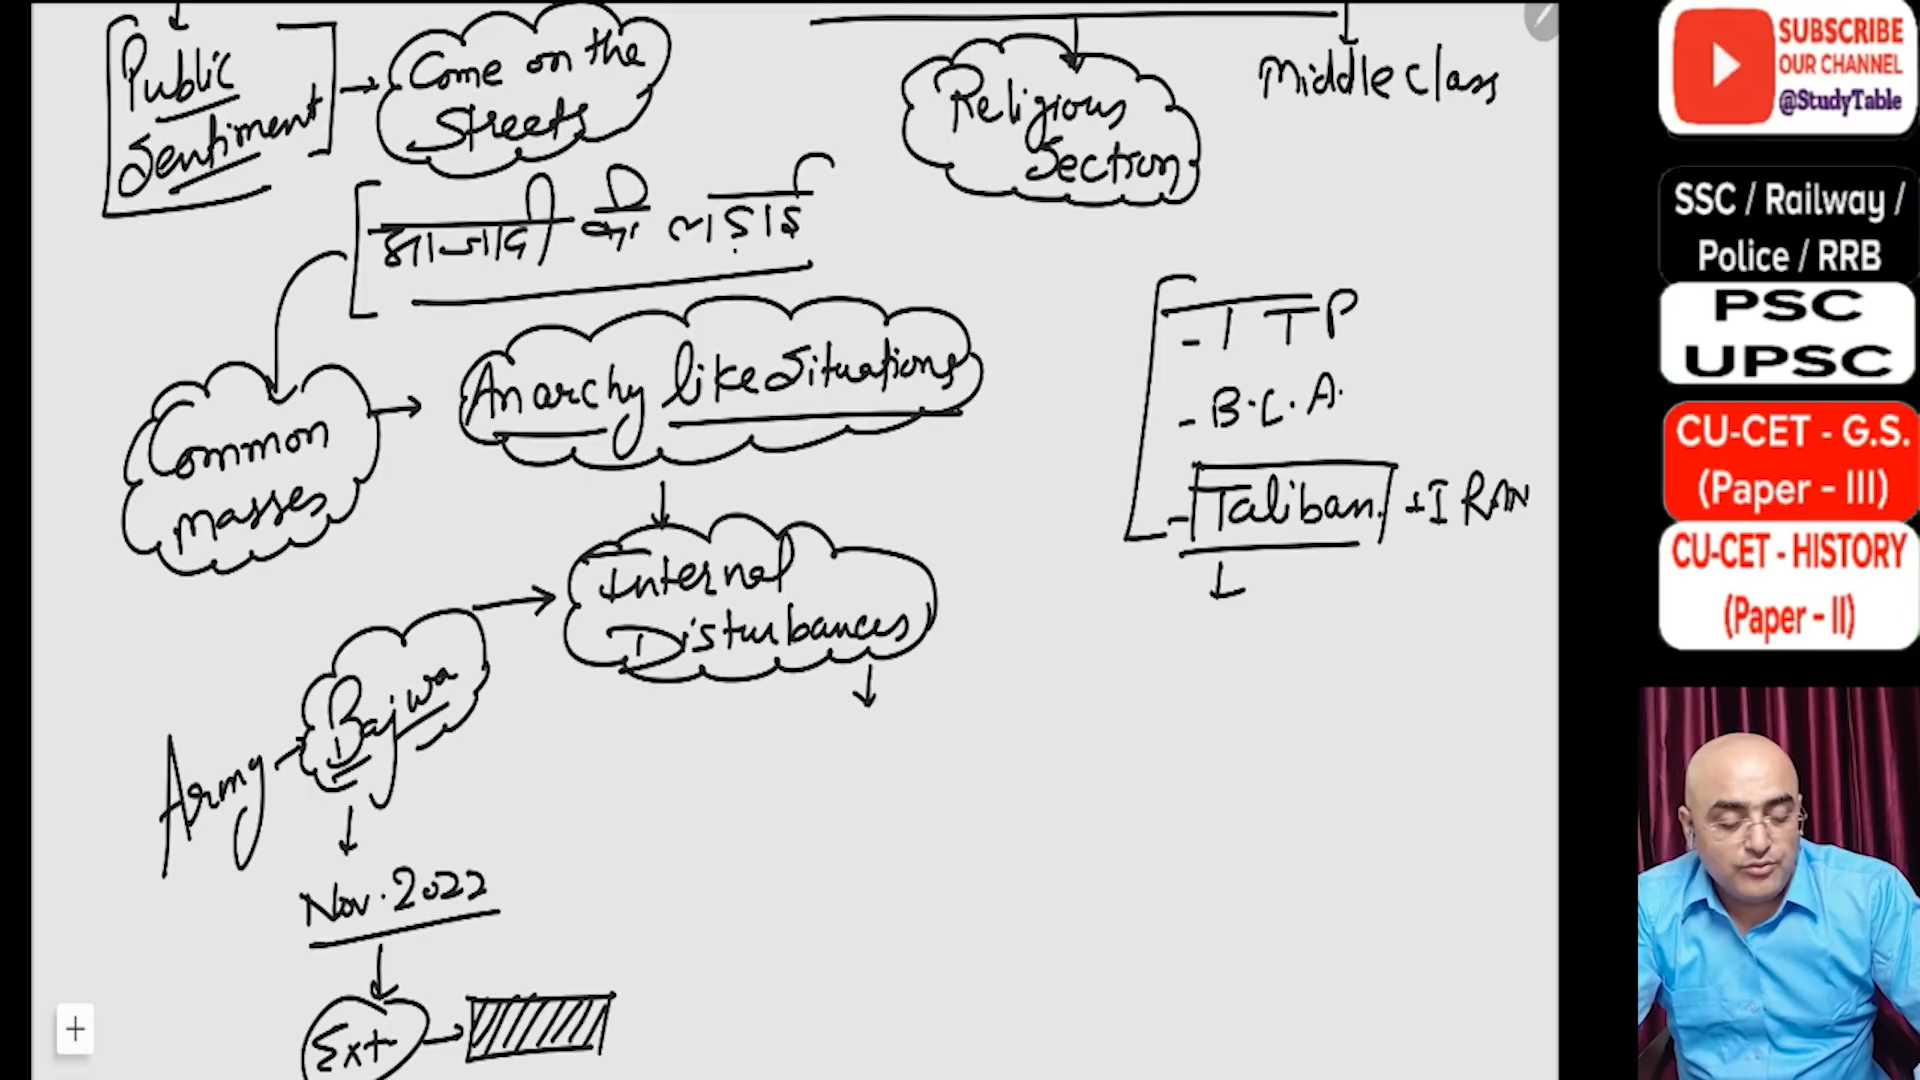 Public
Sentiment
Come on the
Streets
Religious
Section
Middle Class
आजादी की लड़ाई
Common
Masses
Anarchy like Situations
- T T P
- B.L.A.
- Taliban. + IRAN
Internal
Disturbances
Army
Bajwa
Nov. 2022
Ext
+
SUBSCRIBE
OUR CHANNEL
@StudyTable
SSC / Railway /
Police / RRB
PSC
UPSC
CU-CET - G.S.
(Paper - III)
CU-CET - HISTORY
(Paper - II)